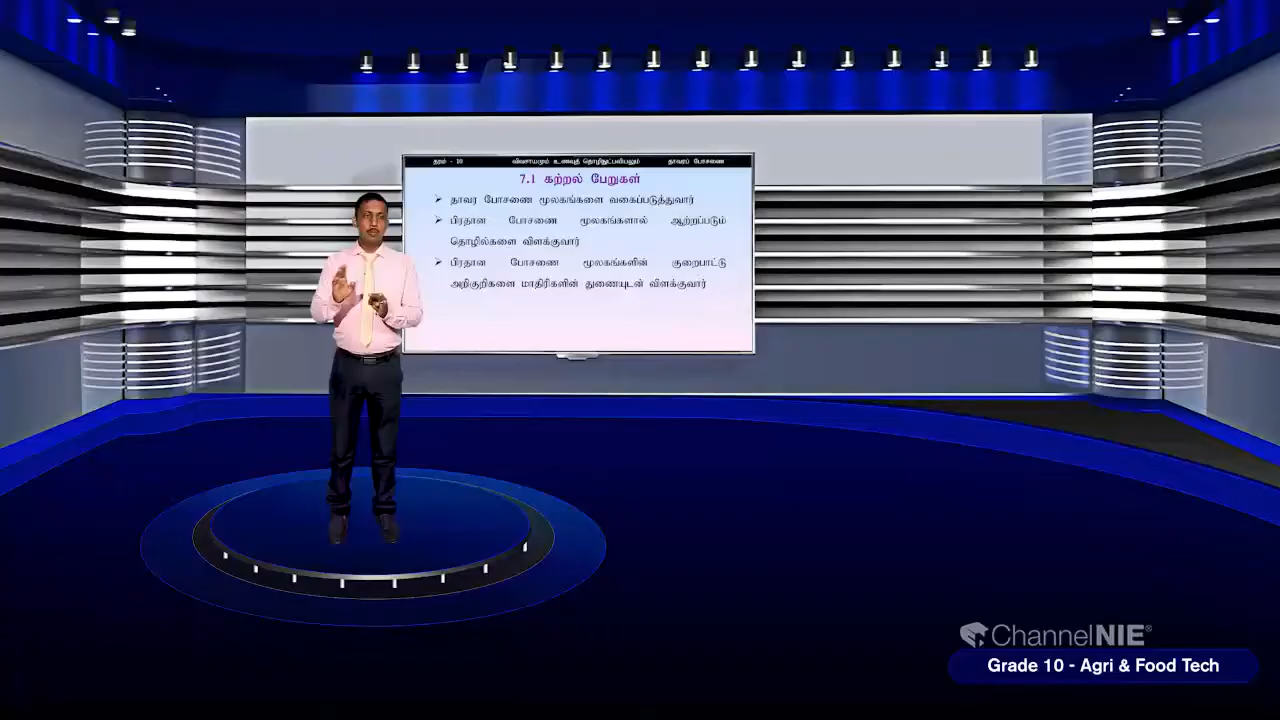 தரம் - 10 விவசாயமும் உணவுத் தொழிநுட்பவியலும் தாவரப் போசணை
7.1 கற்றல் பேறுகள்
➢ தாவர போசணை மூலகங்களை வகைப்படுத்துவார்
➢ பிரதான போசணை மூலகங்களால் ஆற்றப்படும்
தொழில்களை விளக்குவார்
➢ பிரதான போசணை மூலகங்களின் குறைபாட்டு
அறிகுறிகளை மாதிரிகளின் துணையுடன் விளக்குவார்
ChannelNIE®
Grade 10 - Agri & Food Tech